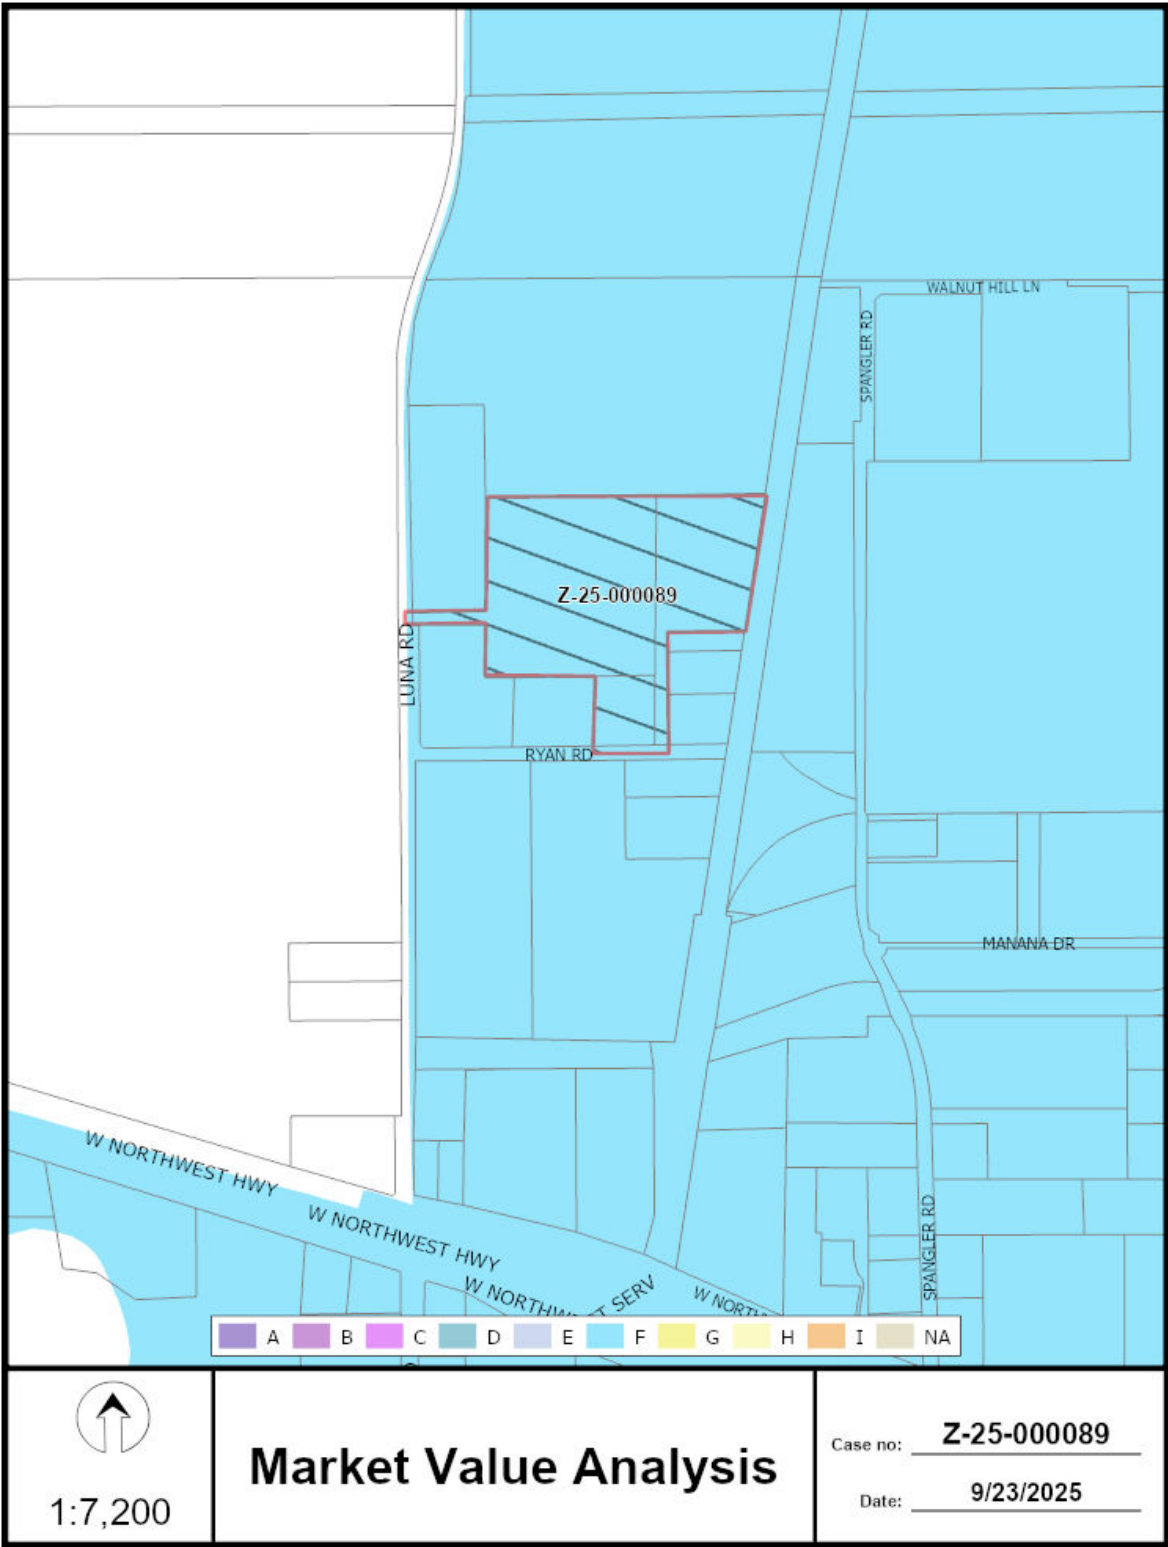 WALNUT HILL LN
SPANGLER RD
Z-25-000089
LUNA RD
RYAN RD
MANANA DR
W NORTHWEST HWY
W NORTHWEST HWY
SPANGLER RD
SERV
A B C D E F G H I NA
1:7,200
Market Value Analysis
Case no: Z-25-000089
Date: 9/23/2025